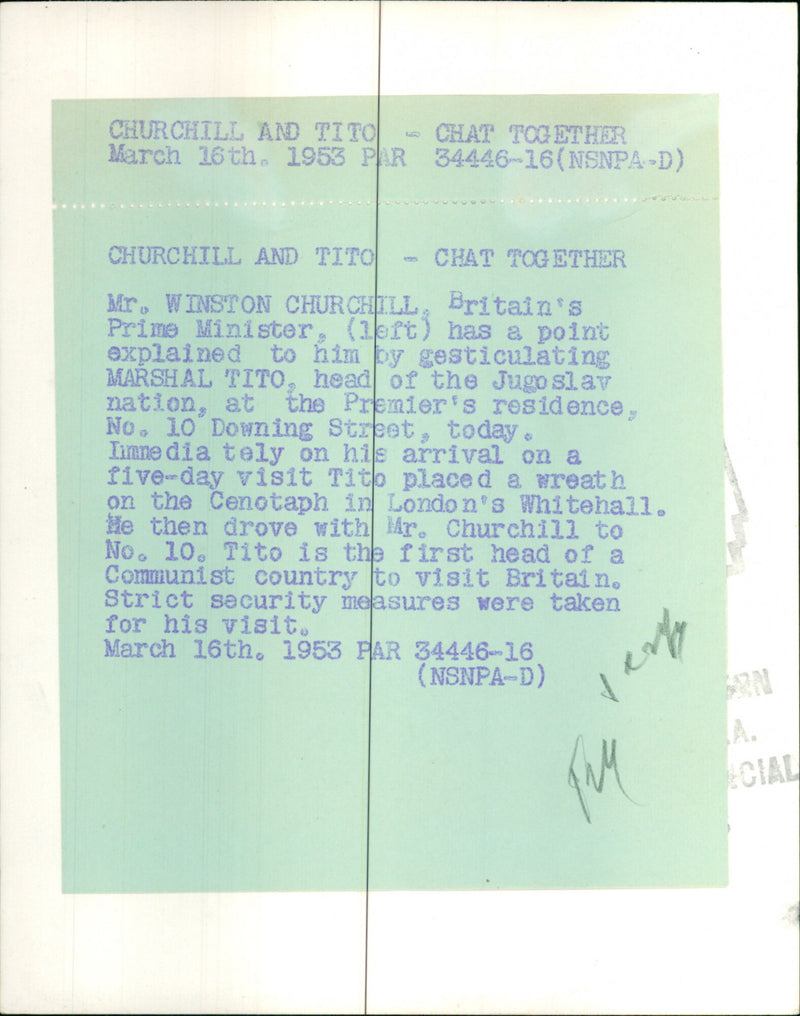 CHURCHILL AND TITO - CHAT TOGETHER
March 16th. 1953 PAR 34446-16(NSNPA-D)
CHURCHILL AND TITO - CHAT TOGETHER
Mr. WINSTON CHURCHILL, Britain's
Prime Minister, (left) has a point
explained to him by gesticulating
MARSHAL TITO, head of the Jugoslav
nation, at the Premier's residence,
No. 10 Downing Street, today.
Immedia tely on his arrival on a
five-day visit Tito placed a wreath
on the Cenotaph in London's Whitehall.
He then drove with Mr. Churchill to
No. 10. Tito is the first head of a
Communist country to visit Britain.
Strict security measures were taken
for his visit.
March 16th. 1953 PAR 34446-16
(NSNPA-D)
.A.
CIAL